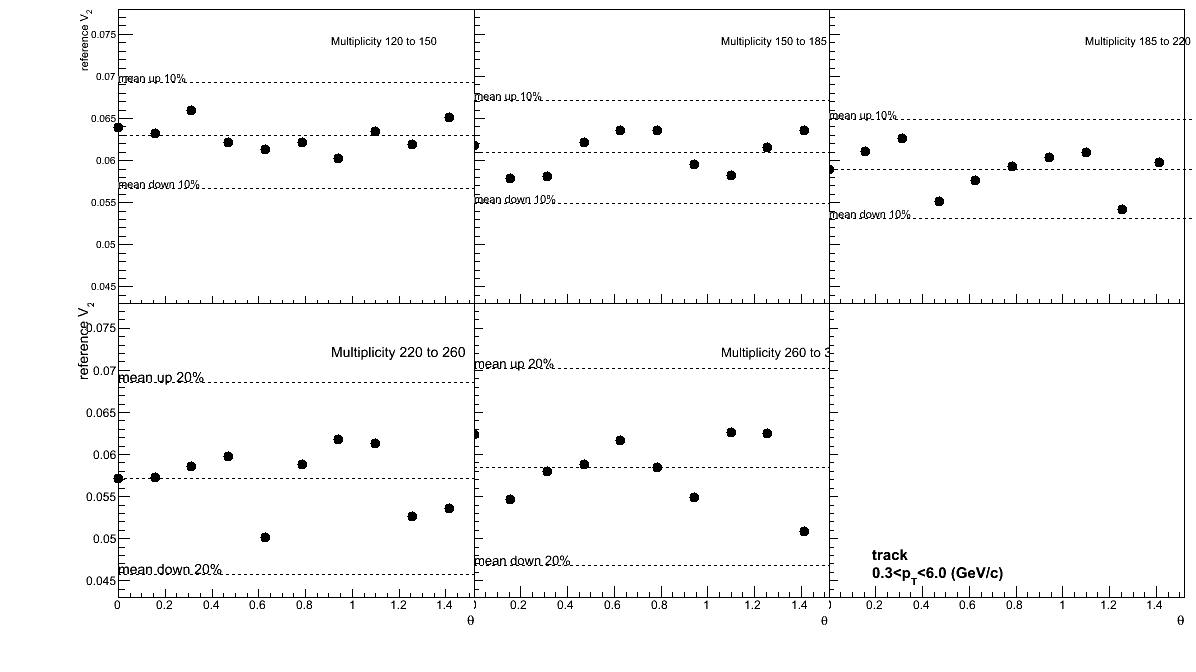 reference V2
0.075
0.07
0.065
0.06
0.055
0.05
0.045
Multiplicity 120 to 150
mean up 10%
mean down 10%
Multiplicity 150 to 185
mean up 10%
mean down 10%
Multiplicity 185 to 220
mean up 10%
mean down 10%
reference V2
0.075
0.07
0.065
0.06
0.055
0.05
0.045
Multiplicity 220 to 260
mean up 20%
mean down 20%
0 0.2 0.4 0.6 0.8 1 1.2 1.4
θ
Multiplicity 260 to 3
mean up 20%
mean down 20%
0.2 0.4 0.6 0.8 1 1.2 1.4
θ
track
0.3<pT<6.0 (GeV/c)
0.2 0.4 0.6 0.8 1 1.2 1.4
θ